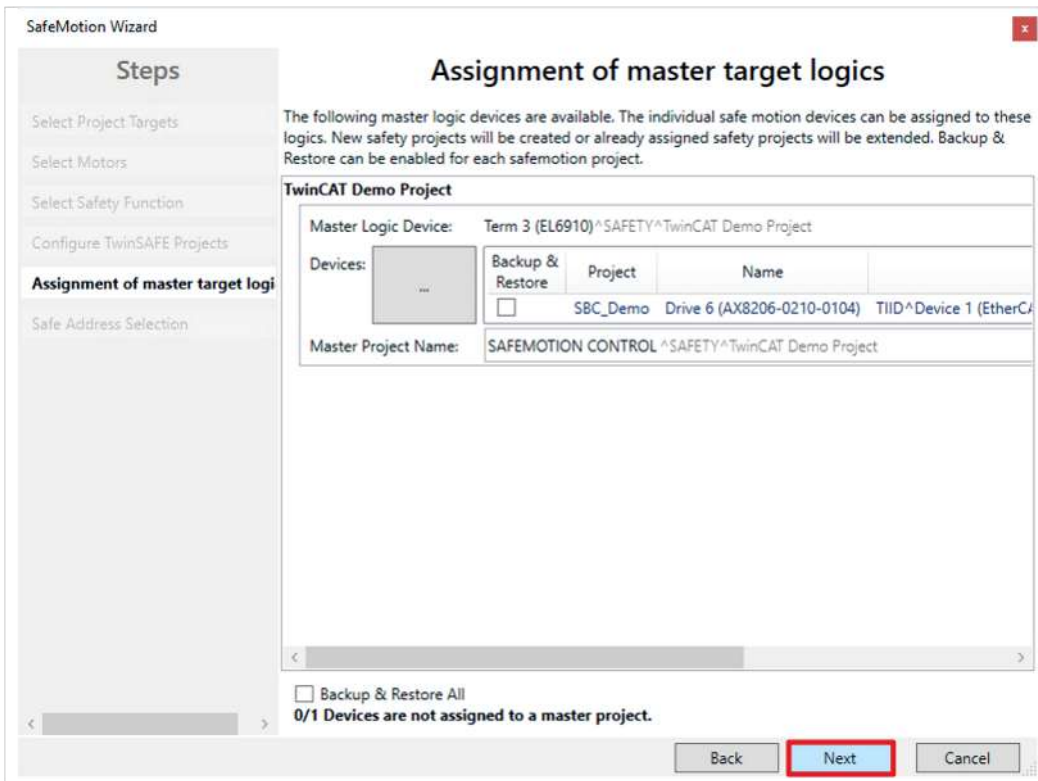 SafeMotion Wizard
x
Steps
Select Project Targets
Select Motors
Select Safety Function
Configure TwinSAFE Projects
Assignment of master target logi
Safe Address Selection
Assignment of master target logics
The following master logic devices are available. The individual safe motion devices can be assigned to these
logics. New safety projects will be created or already assigned safety projects will be extended. Backup &
Restore can be enabled for each safemotion project.
TwinCAT Demo Project
Master Logic Device: Term 3 (EL6910)^SAFETY^TwinCAT Demo Project
Devices: ...
Backup &
Restore Project Name
SBC_Demo Drive 6 (AX8206-0210-0104) TIID^Device 1 (EtherCA
Master Project Name: SAFEMOTION CONTROL ^SAFETY^TwinCAT Demo Project
Backup & Restore All
0/1 Devices are not assigned to a master project.
Back Next Cancel